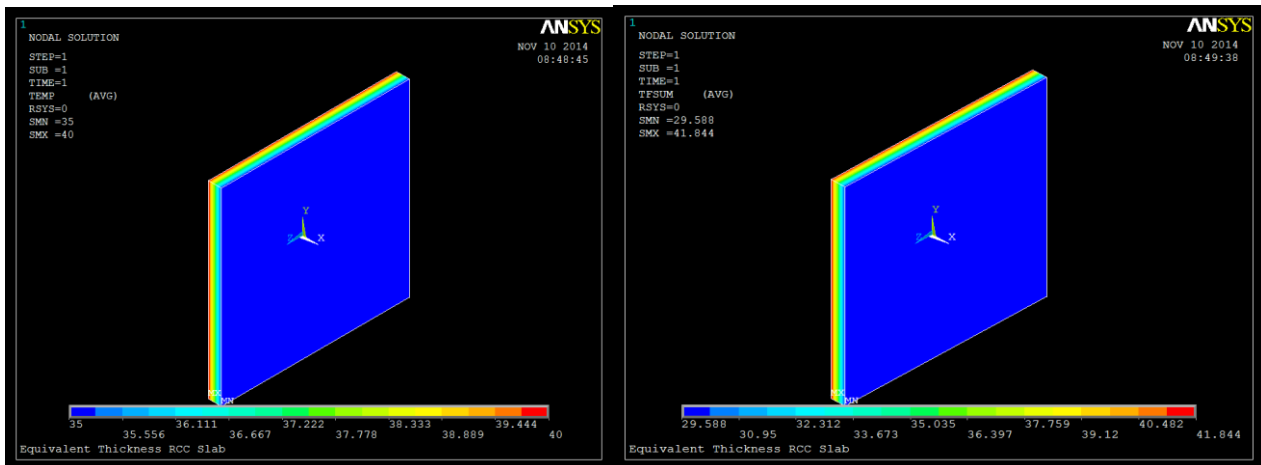 1
ANSYS
NODAL SOLUTION
NOV 10 2014
08:48:45
STEP=1
SUB =1
TIME=1
TEMP (AVG)
RSYS=0
SMN =35
SMX =40
Y
Z X
MX
MN
35 36.111 37.222 38.333 39.444
35.556 36.667 37.778 38.889 40
Equivalent Thickness RCC Slab
1
ANSYS
NODAL SOLUTION
NOV 10 2014
08:49:38
STEP=1
SUB =1
TIME=1
TFSUM (AVG)
RSYS=0
SMN =29.588
SMX =41.844
Y
Z X
MX
MN
29.588 32.312 35.035 37.759 40.482
30.95 33.673 36.397 39.12 41.844
Equivalent Thickness RCC Slab